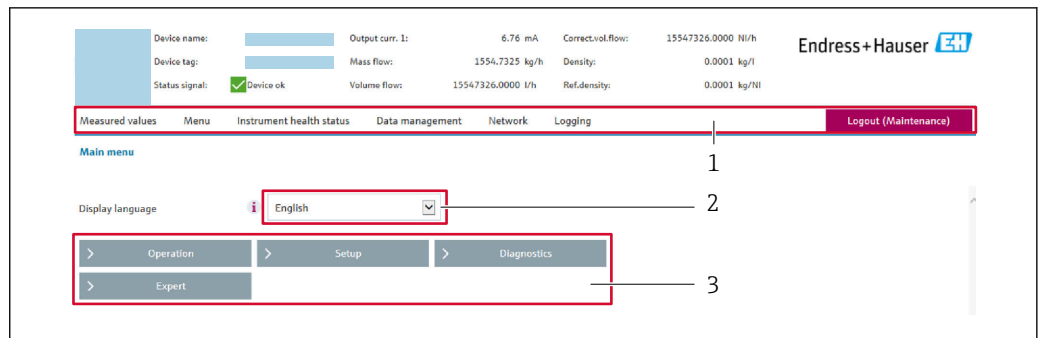 Device name: Output curr. 1: 6.76 mA Correct.vol.flow: 15547326.0000 Nl/h
Endress+Hauser EH
Device tag: Mass flow: 1554.7325 kg/h Density: 0.0001 kg/l
Status signal: Device ok Volume flow: 15547326.0000 l/h Ref.density: 0.0001 kg/Nl
Measured values Menu Instrument health status Data management Network Logging Logout (Maintenance)
1
Main menu
Display language i English 2
> Operation > Setup > Diagnostics
> Expert 3